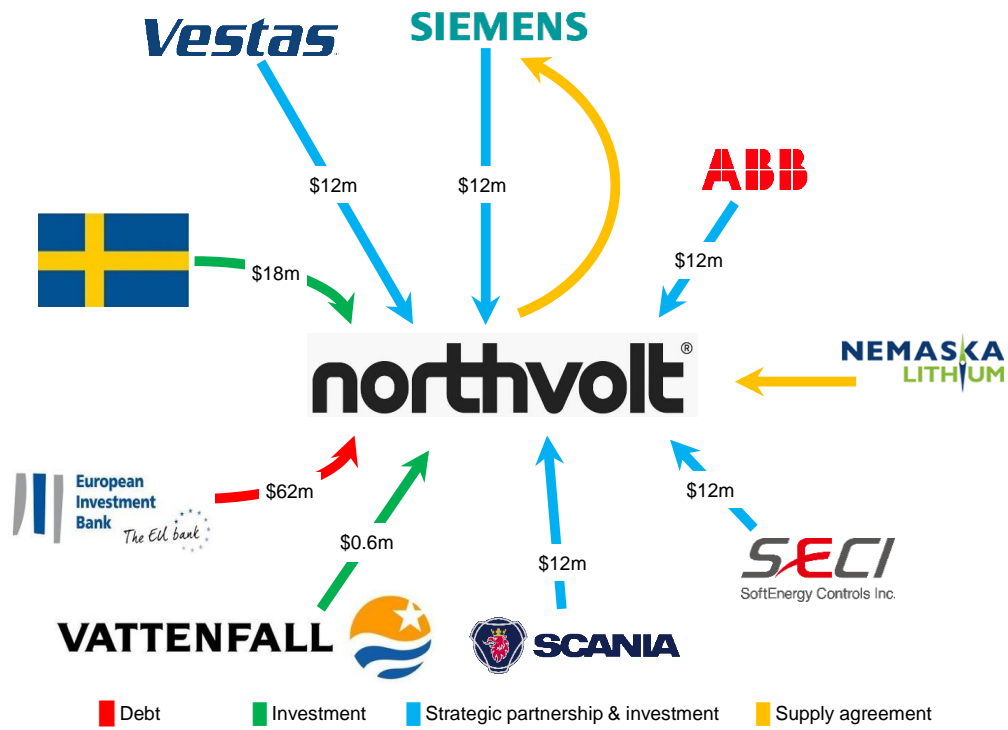 Vestas
SIEMENS
ABB
$12m
$12m
$12m
$18m
northvolt®
NEMASKA
LITHIUM
European
Investment
Bank
The EU bank
$62m
$12m
$0.6m
$12m
SECI
SoftEnergy Controls Inc.
VATTENFALL
SCANIA
Debt
Investment
Strategic partnership & investment
Supply agreement